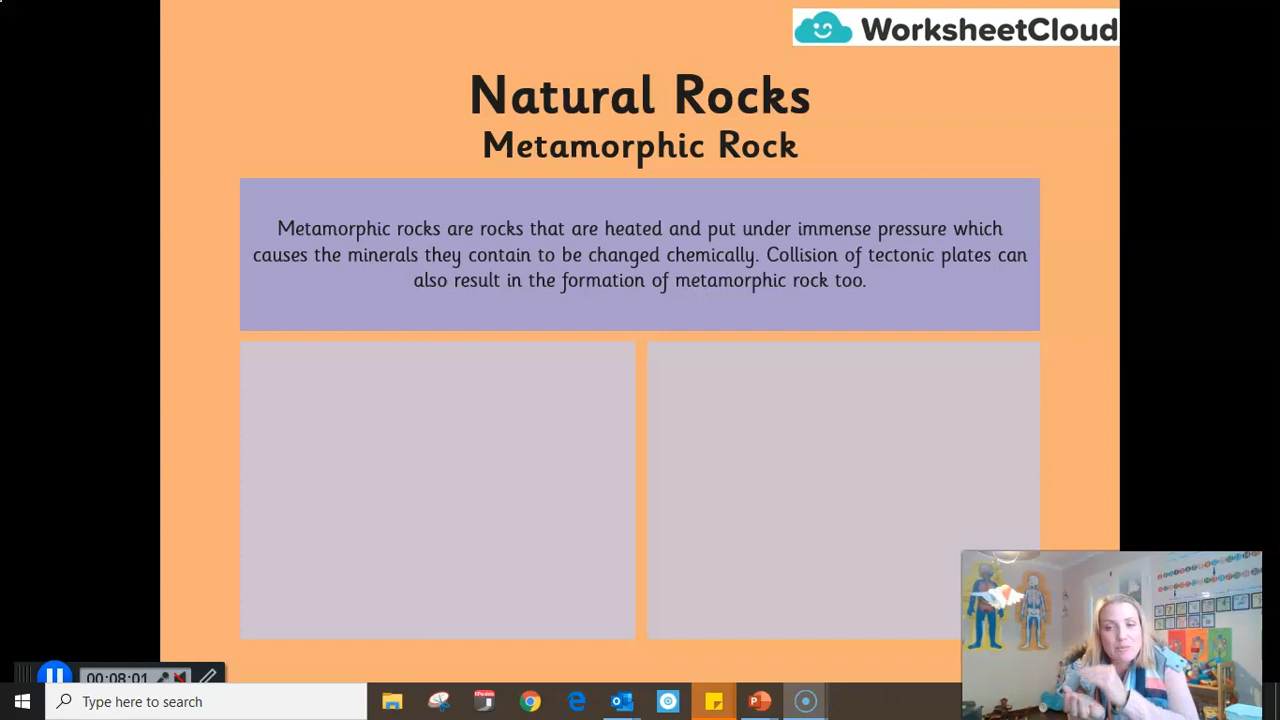 WorksheetCloud
Natural Rocks
Metamorphic Rock
Metamorphic rocks are rocks that are heated and put under immense pressure which
causes the minerals they contain to be changed chemically. Collision of tectonic plates can
also result in the formation of metamorphic rock too.
00:08:01
Type here to search